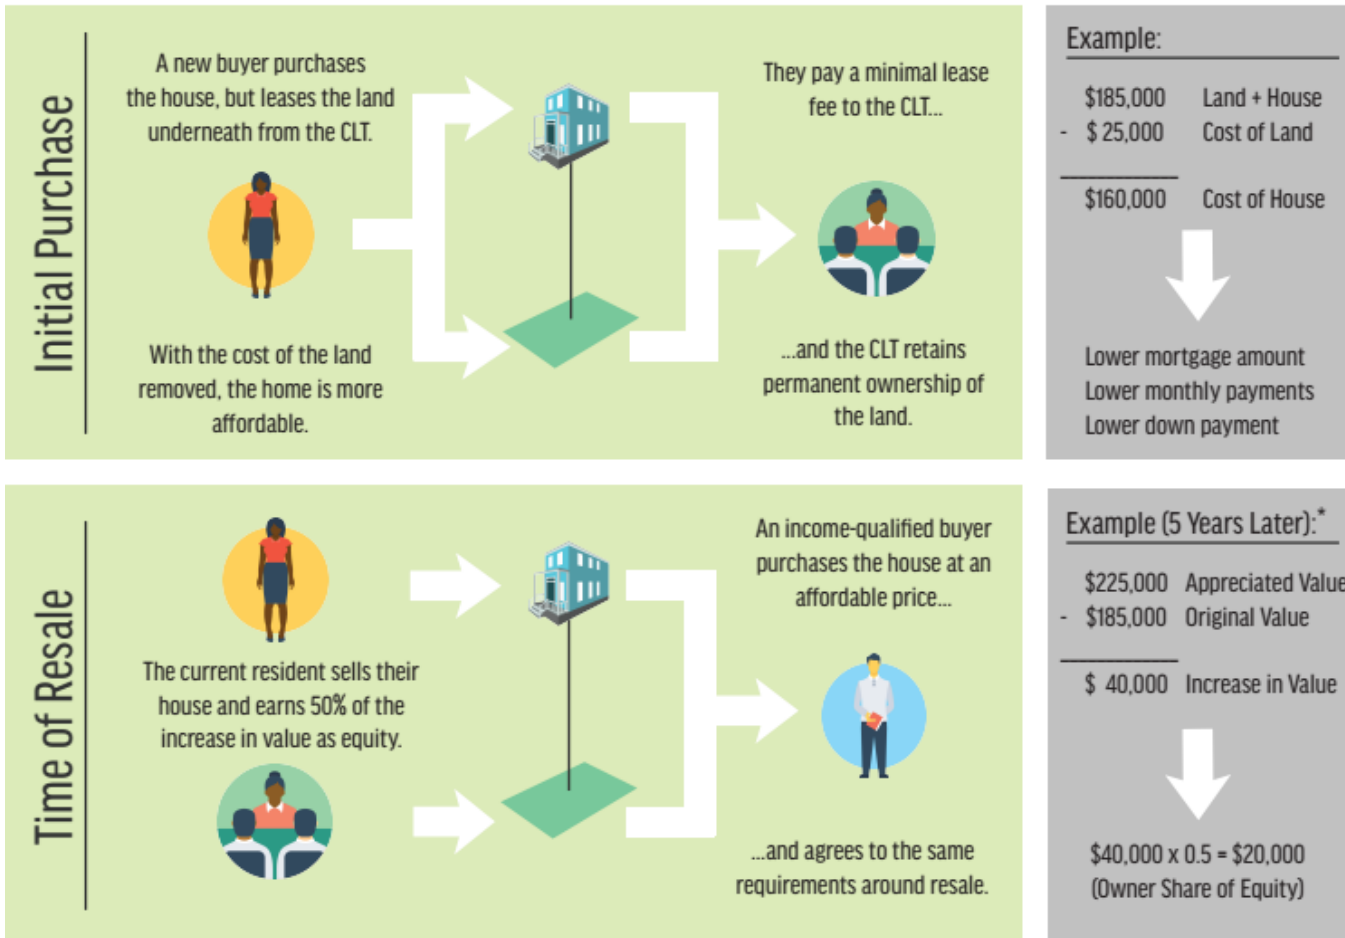 Initial Purchase
A new buyer purchases
the house, but leases the land
underneath from the CLT.
With the cost of the land
removed, the home is more
affordable.
They pay a minimal lease
fee to the CLT...
...and the CLT retains
permanent ownership of
the land.
Example:
$185,000 Land + House
- $ 25,000 Cost of Land
$160,000 Cost of House
Lower mortgage amount
Lower monthly payments
Lower down payment
Time of Resale
The current resident sells their
house and earns 50% of the
increase in value as equity.
An income-qualified buyer
purchases the house at an
affordable price...
...and agrees to the same
requirements around resale.
Example (5 Years Later):*
$225,000 Appreciated Value
- $185,000 Original Value
$ 40,000 Increase in Value
$40,000 x 0.5 = $20,000
(Owner Share of Equity)